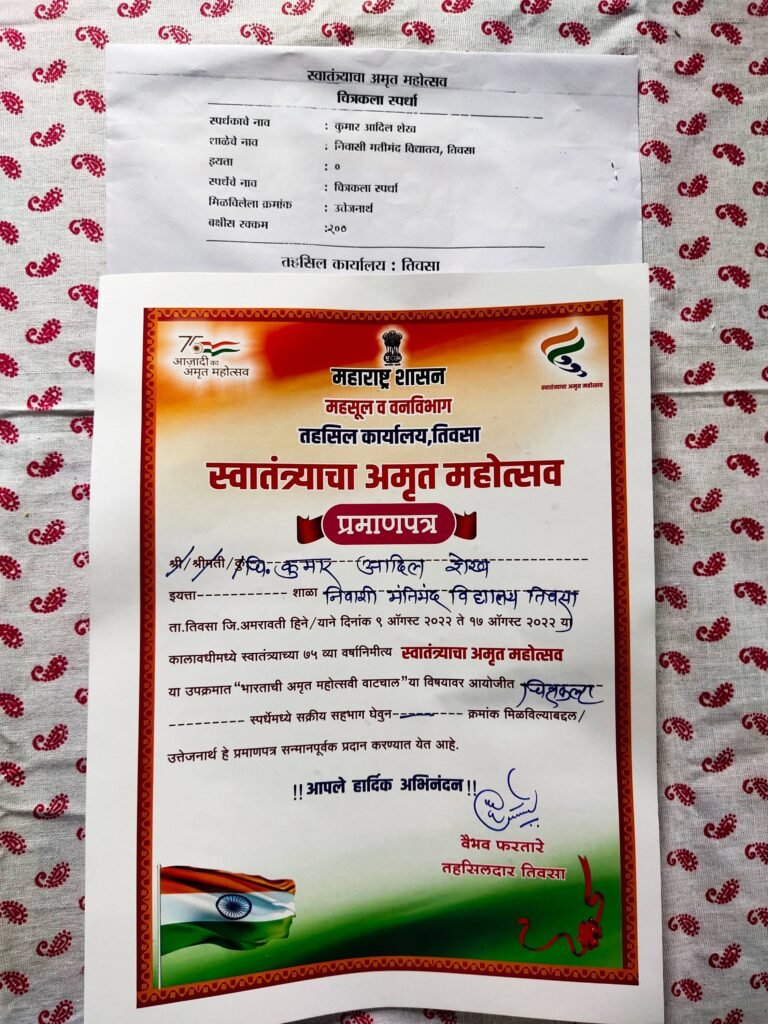 स्वातंत्र्याचा अमृत महोत्सव
चित्रकला स्पर्धा
स्पर्धकाचे नाव : कुमार आदिल शेख
शाळेचे नाव : निवासी मतीमंद विद्यातय, तिवसा
इयत्ता : ०
स्पर्धेचे नाव : चित्रकला स्पर्धा
मिळविलेला क्रमांक : उतेजनार्थ
बक्षीस रक्कम :२००
तहसिल कार्यालय : तिवसा
75
आज़ादी का
अमृत महोत्सव
स्वातंत्र्याचा अमृत महोत्सव
महाराष्ट्र शासन
महसूल व वनविभाग
तहसिल कार्यालय,तिवसा
स्वातंत्र्याचा अमृत महोत्सव
प्रमाणपत्र
श्री/श्रीमती/कु. चि. कुमार आदिल शेख
इयत्ता------------ शाळा निवाशी मंतिमंद विद्यालय तिवसा
ता.तिवसा जि.अमरावती हिने/याने दिनांक ९ ऑगस्ट २०२२ ते १७ ऑगस्ट २०२२ या
कालावधीमध्ये स्वातंत्र्याच्या ७५ व्या वर्षानिमीत्य स्वातंत्र्याचा अमृत महोत्सव
या उपक्रमात "भारताची अमृत महोत्सवी वाटचाल" या विषयावर आयोजीत चित्रकला
---------- स्पर्धेमध्ये सक्रीय सहभाग घेवुन---------- क्रमांक मिळविल्याबद्दल/
उत्तेजनार्थ हे प्रमाणपत्र सन्मानपूर्वक प्रदान करण्यात येत आहे.
!! आपले हार्दिक अभिनंदन !!
वैभव फरतारे
तहसिलदार तिवसा